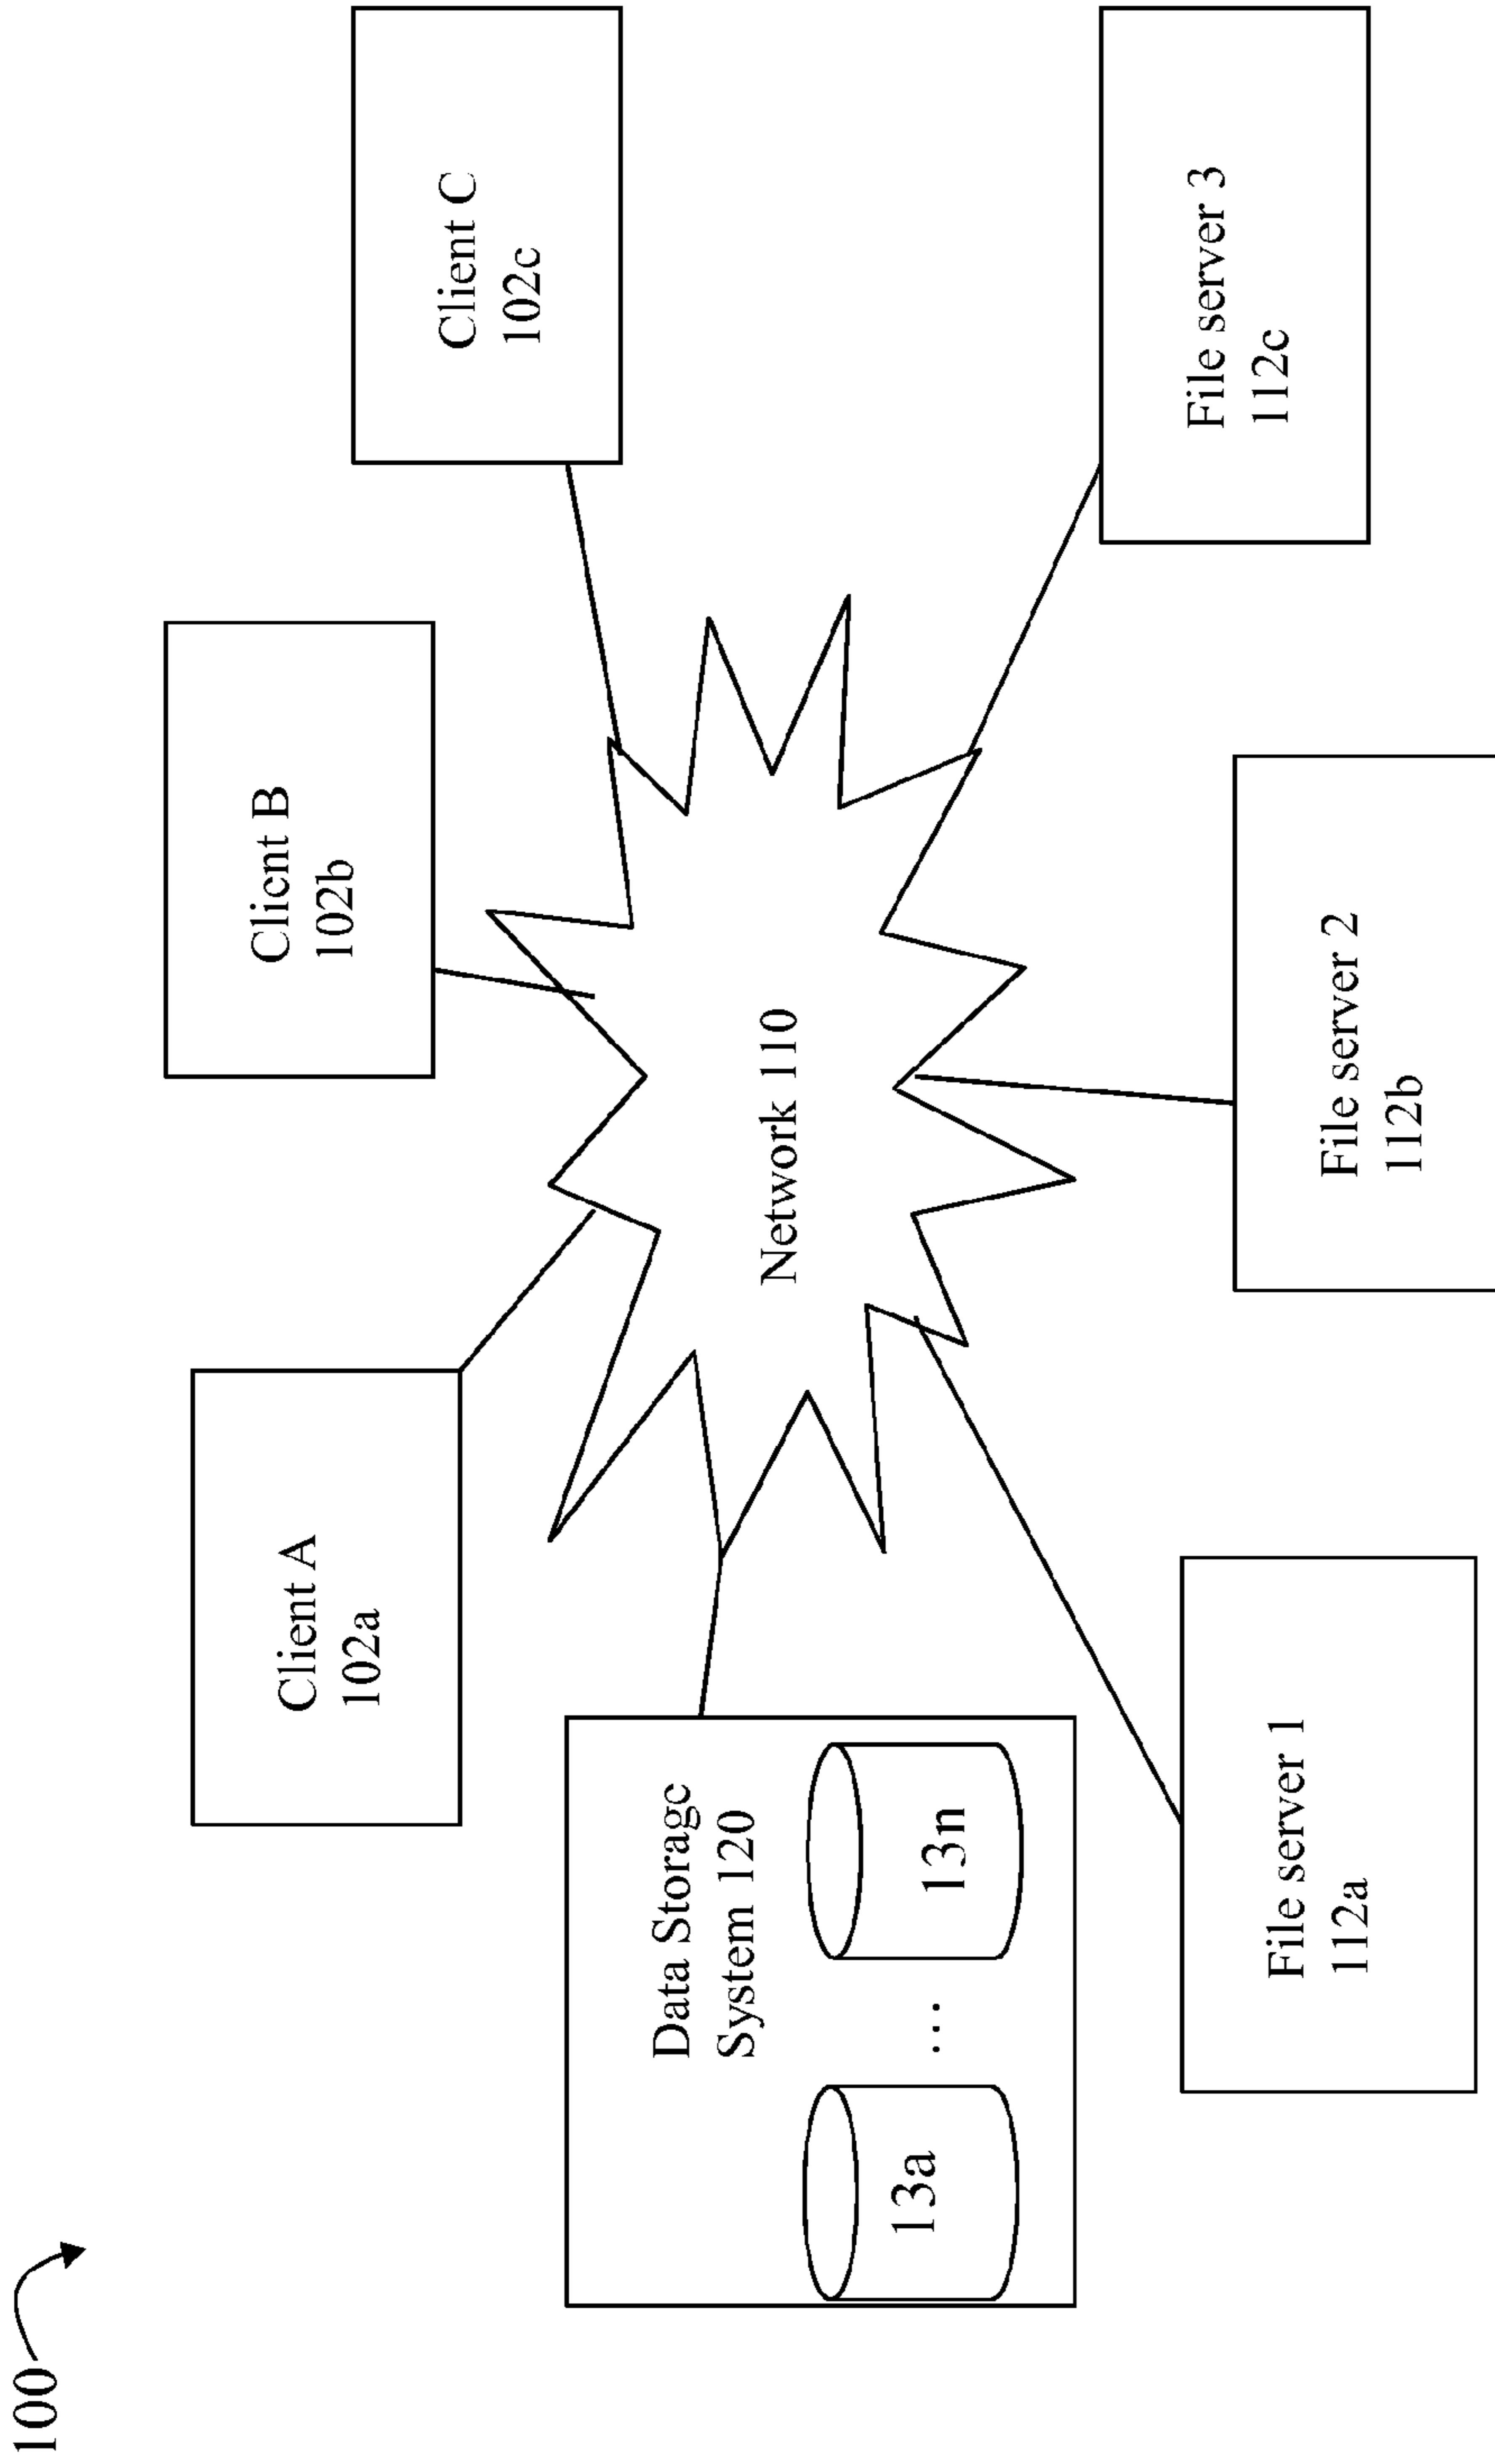 100
Client A
102a
Client B
102b
Client C
102c
Data Storage
System 120
13a
...
13n
Network 110
File server 1
112a
File server 2
112b
File server 3
112c